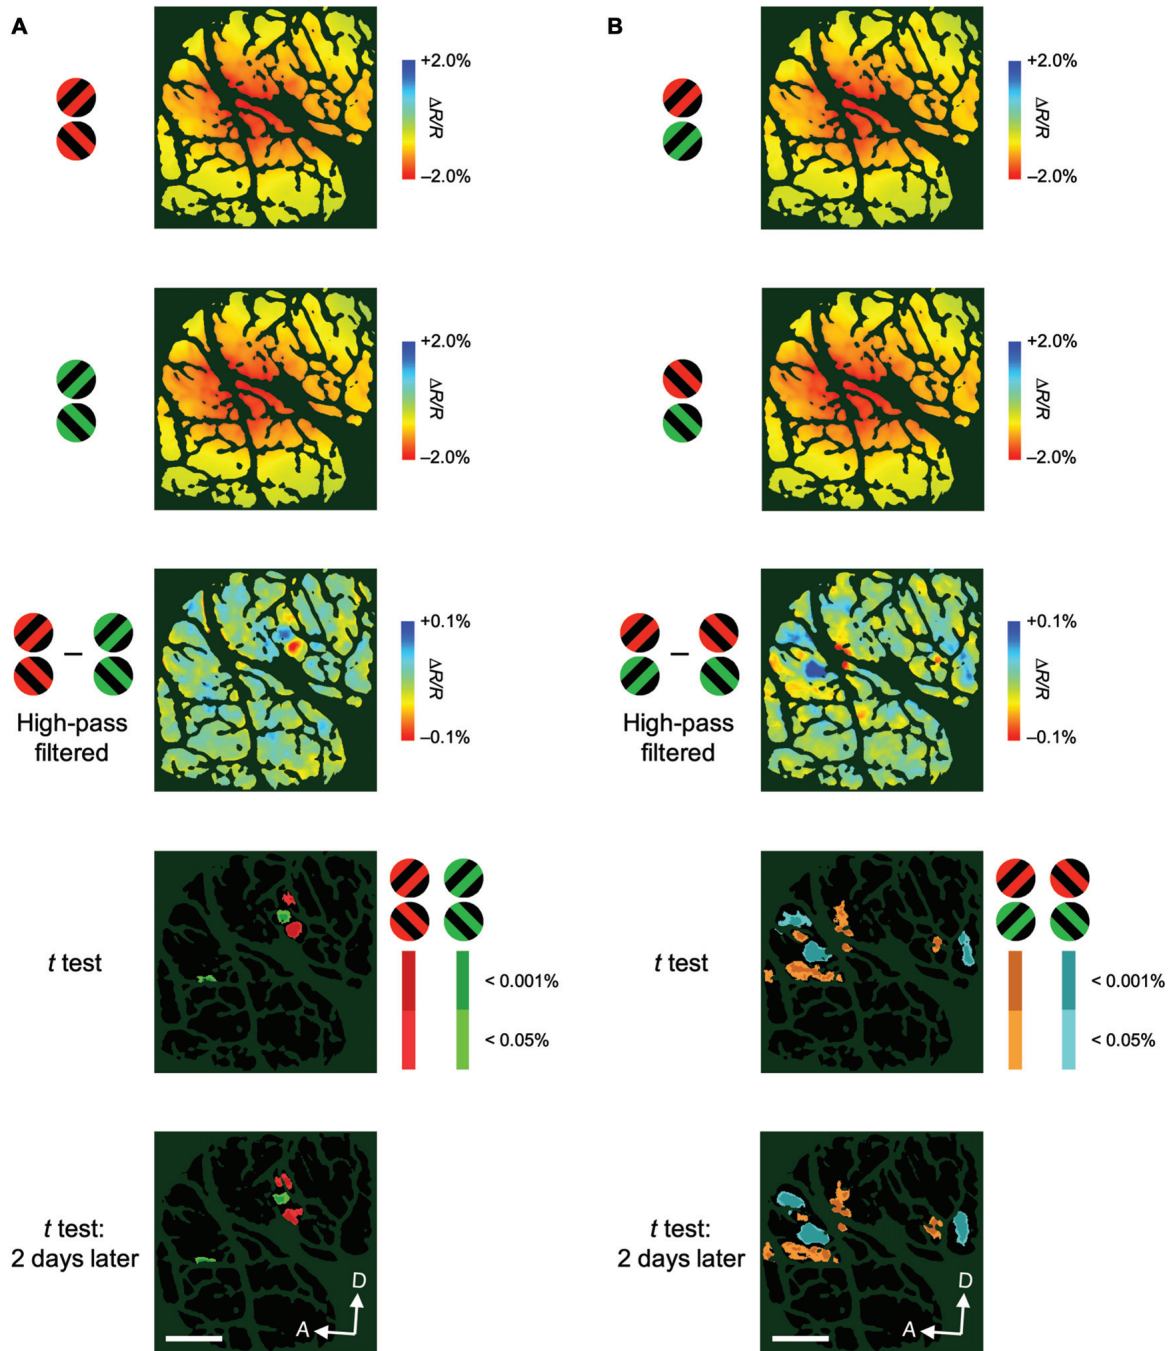 A
B
+2.0%
ΔR/R
–2.0%
+2.0%
ΔR/R
–2.0%
+2.0%
ΔR/R
–2.0%
+2.0%
ΔR/R
–2.0%
–
High-pass
filtered
+0.1%
ΔR/R
–0.1%
–
High-pass
filtered
+0.1%
ΔR/R
–0.1%
t test
< 0.001%
< 0.05%
t test
< 0.001%
< 0.05%
t test:
2 days later
D
A
t test:
2 days later
D
A